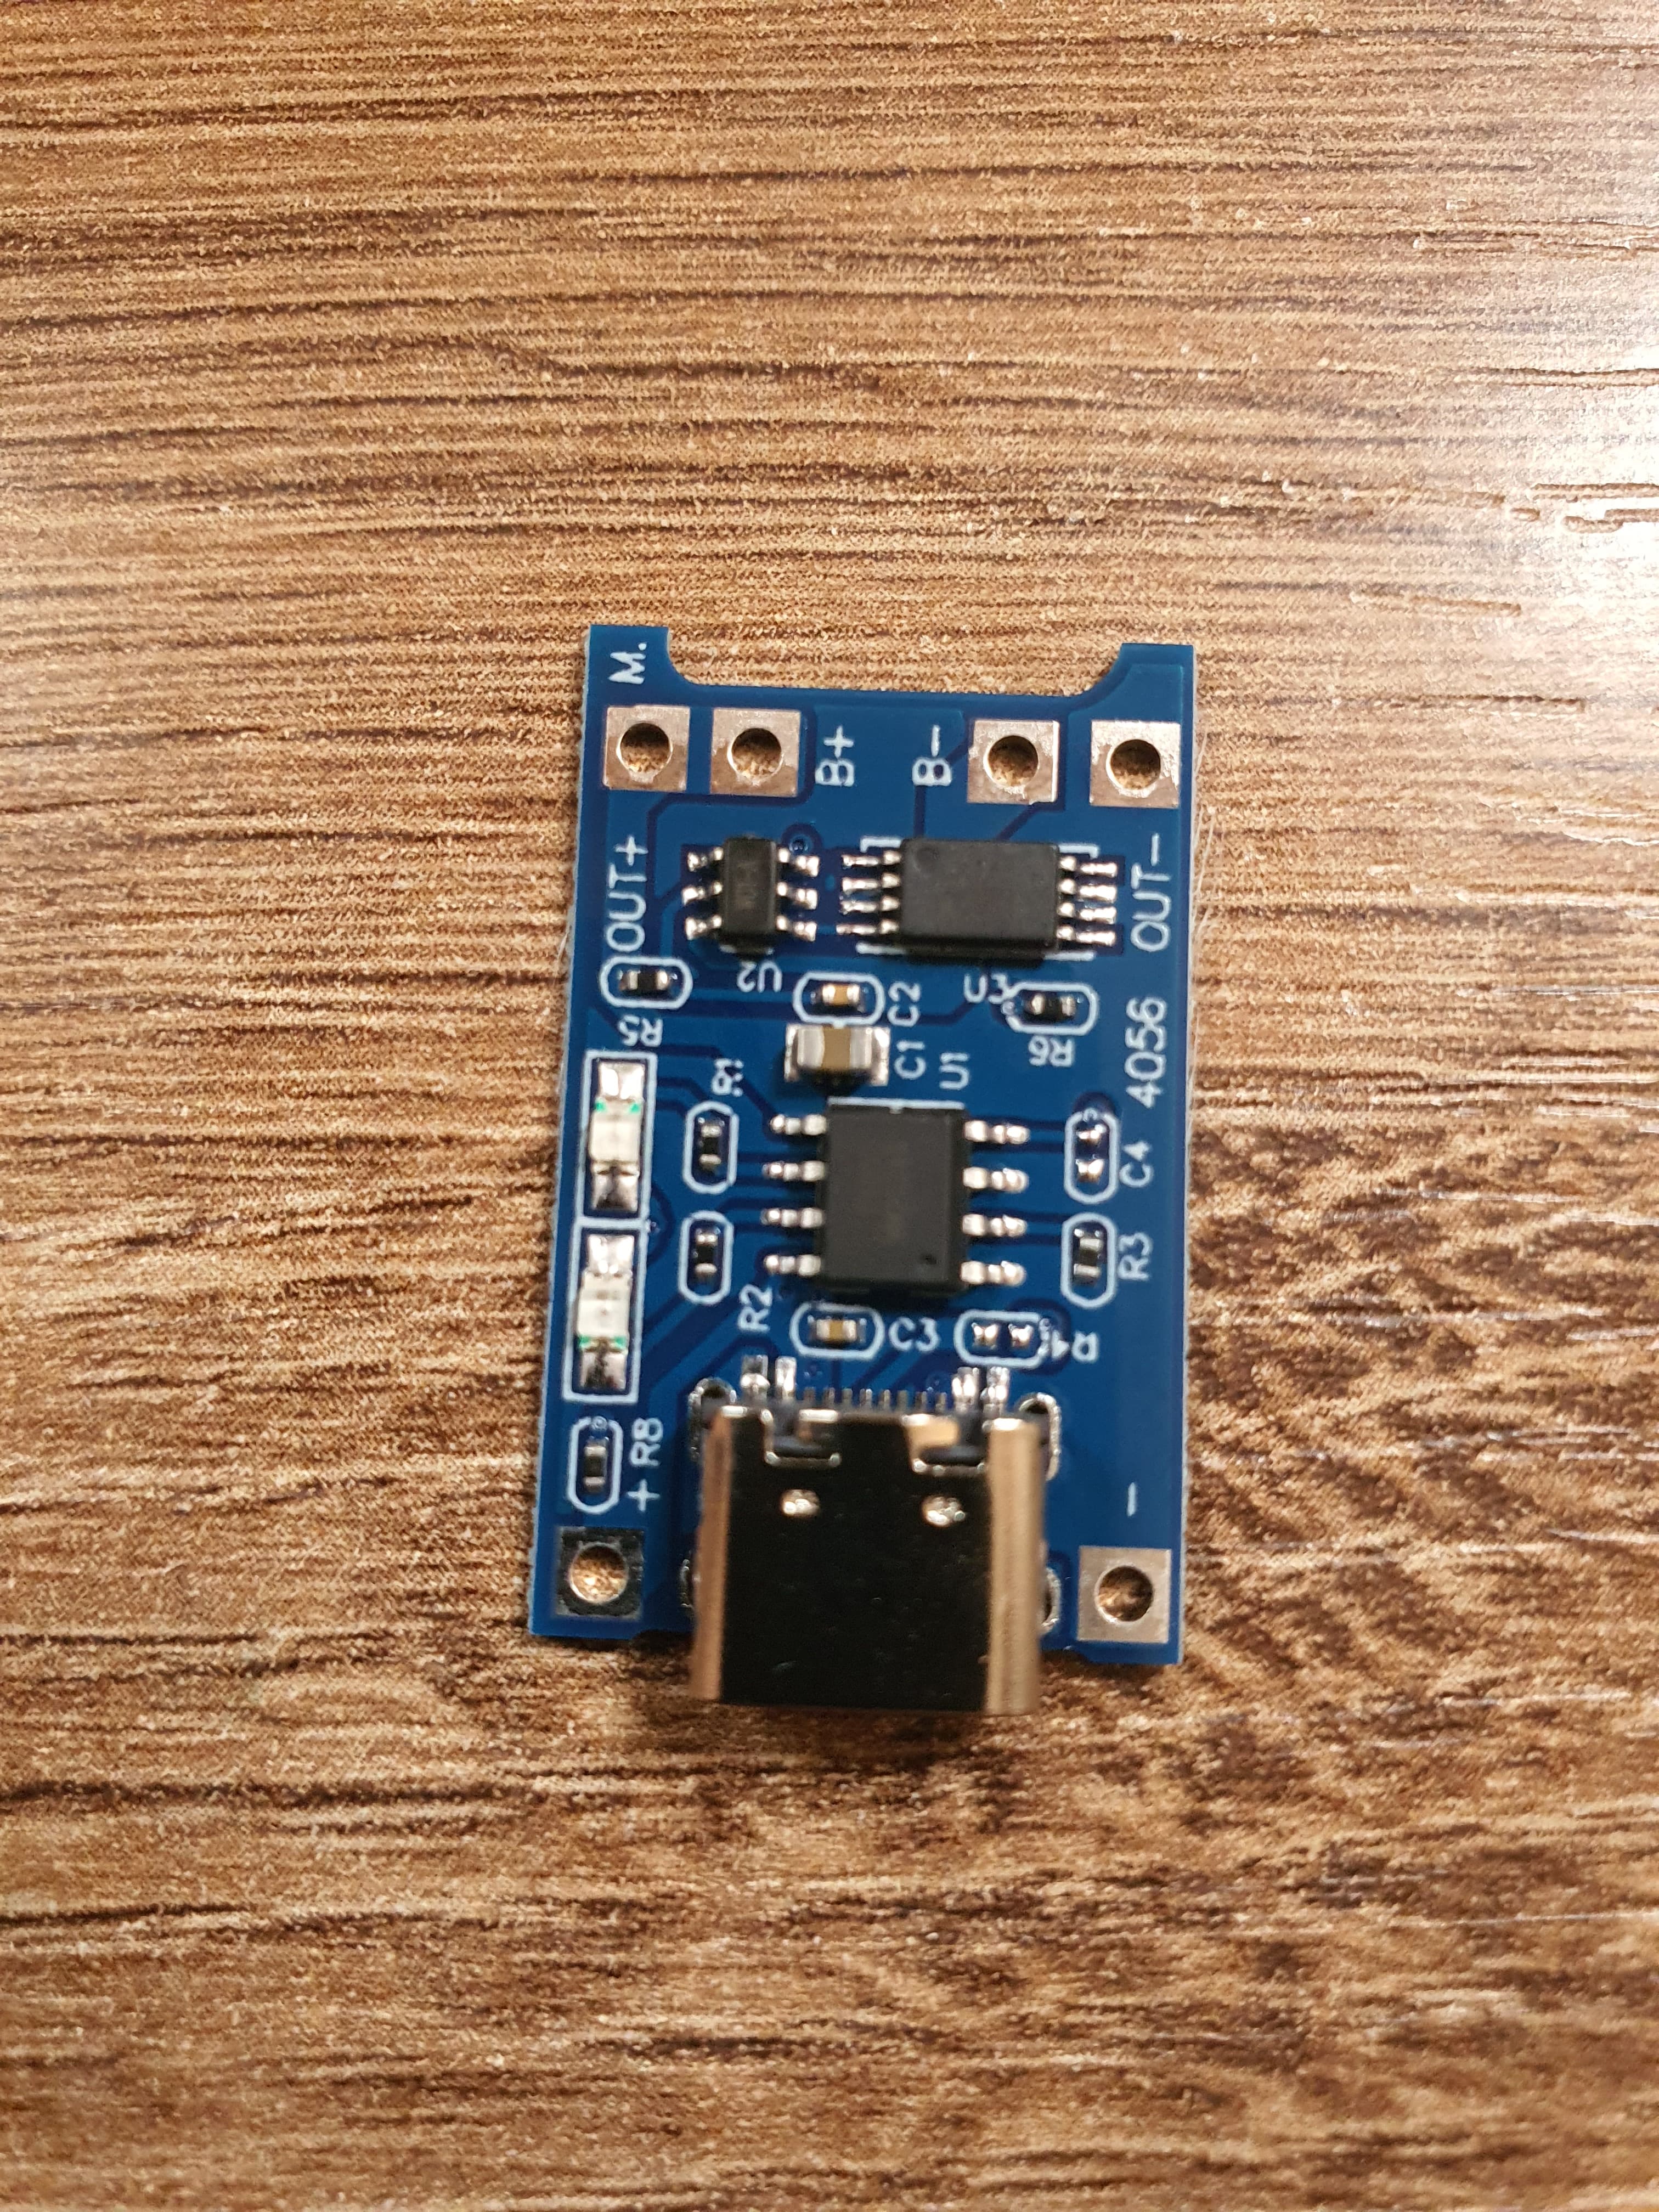 M.
B+
B-
OUT+
OUT-
U2
U3
C2
R5
R6
C1
U1
R1
4056
C4
R3
R2
C3
R4
R8
+
-